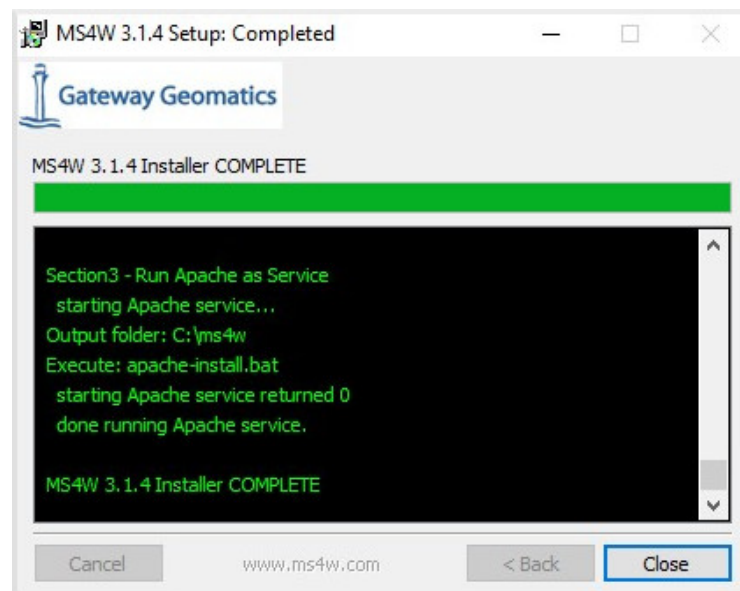 MS4W 3.1.4 Setup: Completed
Gateway Geomatics
MS4W 3.1.4 Installer COMPLETE
Section3 - Run Apache as Service
starting Apache service...
Output folder: C:\ms4w
Execute: apache-install.bat
starting Apache service returned 0
done running Apache service.
MS4W 3.1.4 Installer COMPLETE
Cancel www.ms4w.com < Back Close